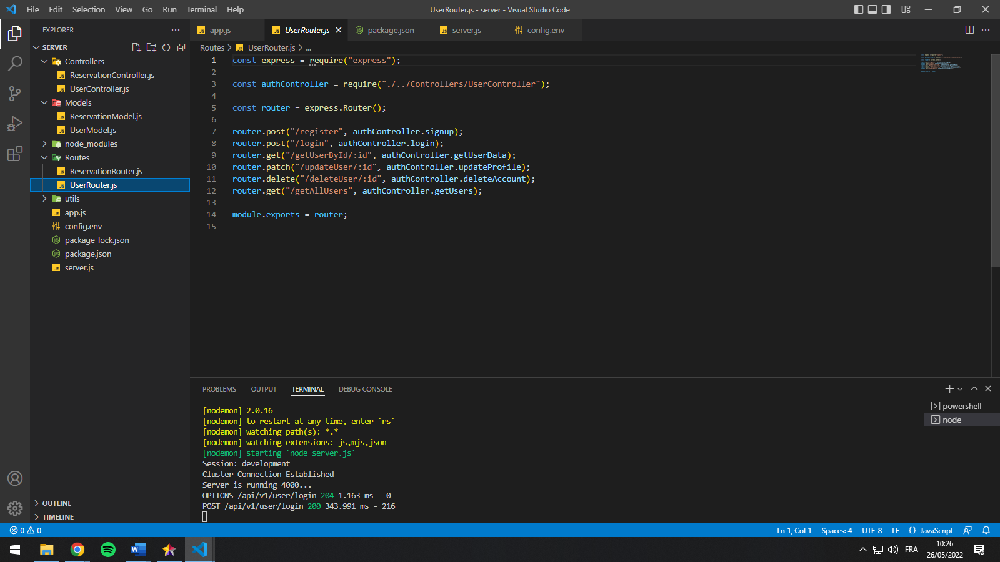 File Edit Selection View Go Run Terminal Help
UserRouter.js - server - Visual Studio Code
EXPLORER
SERVER
Controllers
ReservationController.js
UserController.js
Models
ReservationModel.js
UserModel.js
node_modules
Routes
ReservationRouter.js
UserRouter.js
utils
app.js
config.env
package-lock.json
package.json
server.js
OUTLINE
TIMELINE
app.js UserRouter.js package.json server.js config.env
Routes > UserRouter.js > ...
1 const express = require("express");
2
3 const authController = require("./../Controllers/UserController");
4
5 const router = express.Router();
6
7 router.post("/register", authController.signup);
8 router.post("/login", authController.login);
9 router.get("/getUserById/:id", authController.getUserData);
10 router.patch("/updateUser/:id", authController.updateProfile);
11 router.delete("/deleteUser/:id", authController.deleteAccount);
12 router.get("/getAllUsers", authController.getUsers);
13
14 module.exports = router;
15
PROBLEMS OUTPUT TERMINAL DEBUG CONSOLE
[nodemon] 2.0.16
[nodemon] to restart at any time, enter `rs`
[nodemon] watching path(s): *.*
[nodemon] watching extensions: js,mjs,json
[nodemon] starting `node server.js`
Session: development
Cluster Connection Established
Server is running 4000...
OPTIONS /api/v1/user/login 204 1.163 ms - 0
POST /api/v1/user/login 200 343.991 ms - 216
powershell
node
0 0
Ln 1, Col 1 Spaces: 4 UTF-8 LF {} JavaScript
FRA
10:26
26/05/2022